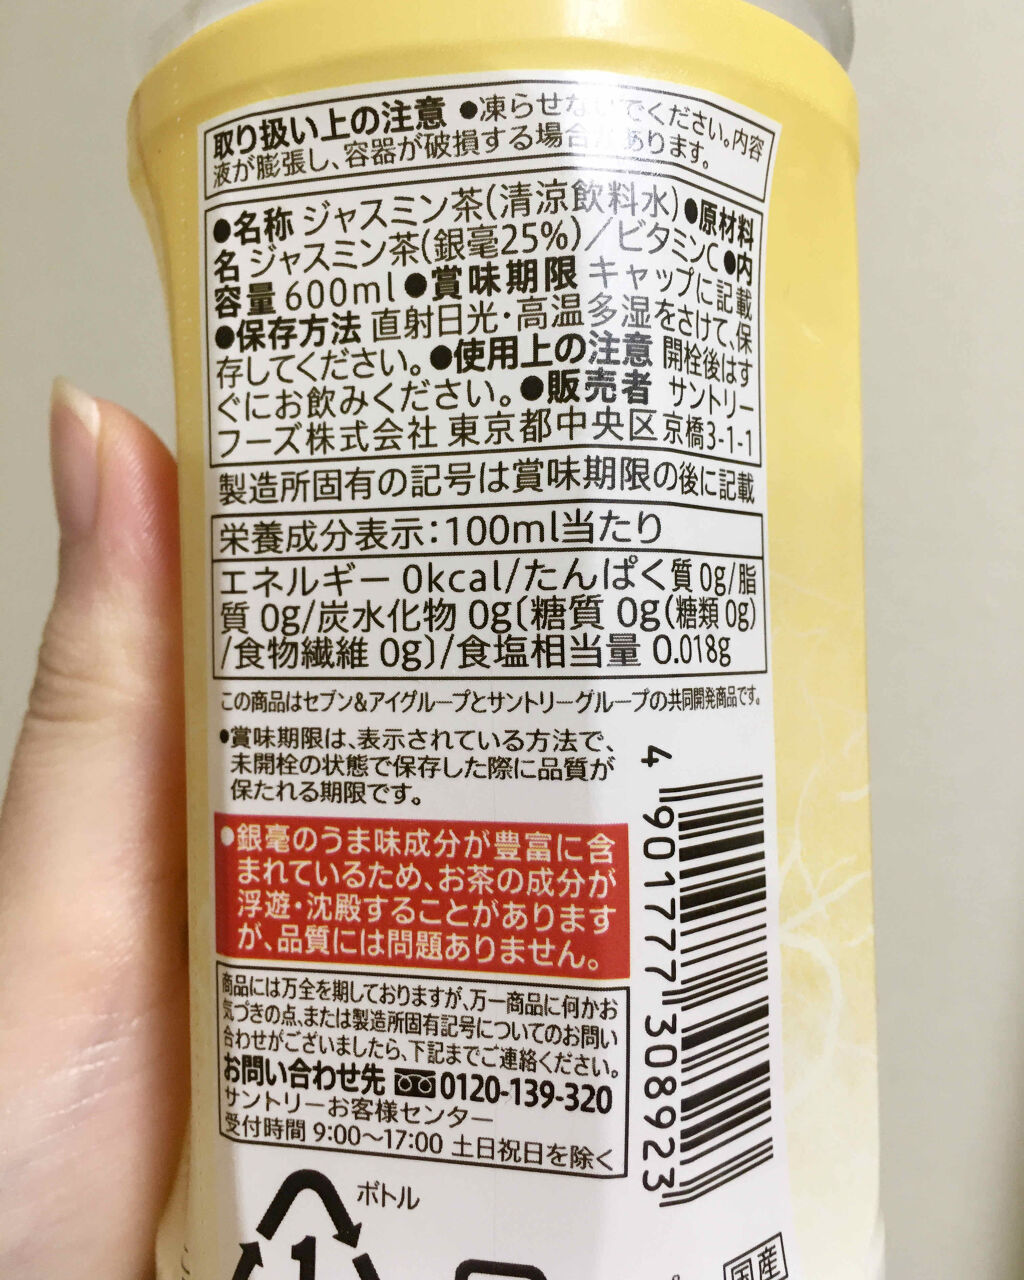 取り扱い上の注意 ●凍らせないでください。内容
液が膨張し、容器が破損する場合があります。
●名称 ジャスミン茶(清涼飲料水)●原材料
名 ジャスミン茶(銀毫25%)/ビタミンC ●内
容量 600ml ●賞味期限 キャップに記載
●保存方法 直射日光・高温多湿をさけて、保
存してください。●使用上の注意 開栓後はす
ぐにお飲みください。●販売者 サントリー
フーズ株式会社 東京都中央区京橋3-1-1
製造所固有の記号は賞味期限の後に記載
栄養成分表示:100ml当たり
エネルギー 0kcal/たんぱく質 0g/脂
質 0g/炭水化物 0g〔糖質 0g(糖類 0g)
/食物繊維 0g〕/食塩相当量 0.018g
この商品はセブン&アイグループとサントリーグループの共同開発商品です。
●賞味期限は、表示されている方法で、
未開栓の状態で保存した際に品質が
保たれる期限です。
●銀毫のうま味成分が豊富に含
まれているため、お茶の成分が
浮遊・沈殿することがあります
が、品質には問題ありません。
商品には万全を期しておりますが、万一商品に何かお
気づきの点、または製造所固有記号についてのお問い
合わせがございましたら、下記までご連絡ください。
お問い合わせ先 0120-139-320
サントリーお客様センター
受付時間 9:00〜17:00 土日祝日を除く
4 901777 308923
ボトル
1
国産